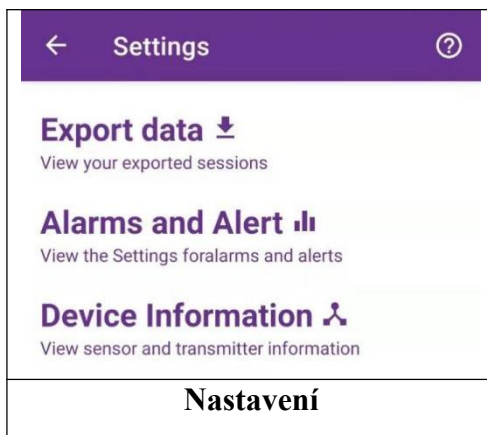 Settings
Export data
View your exported sessions
Alarms and Alert
View the Settings foralarms and alerts
Device Information
View sensor and transmitter information
Nastavení